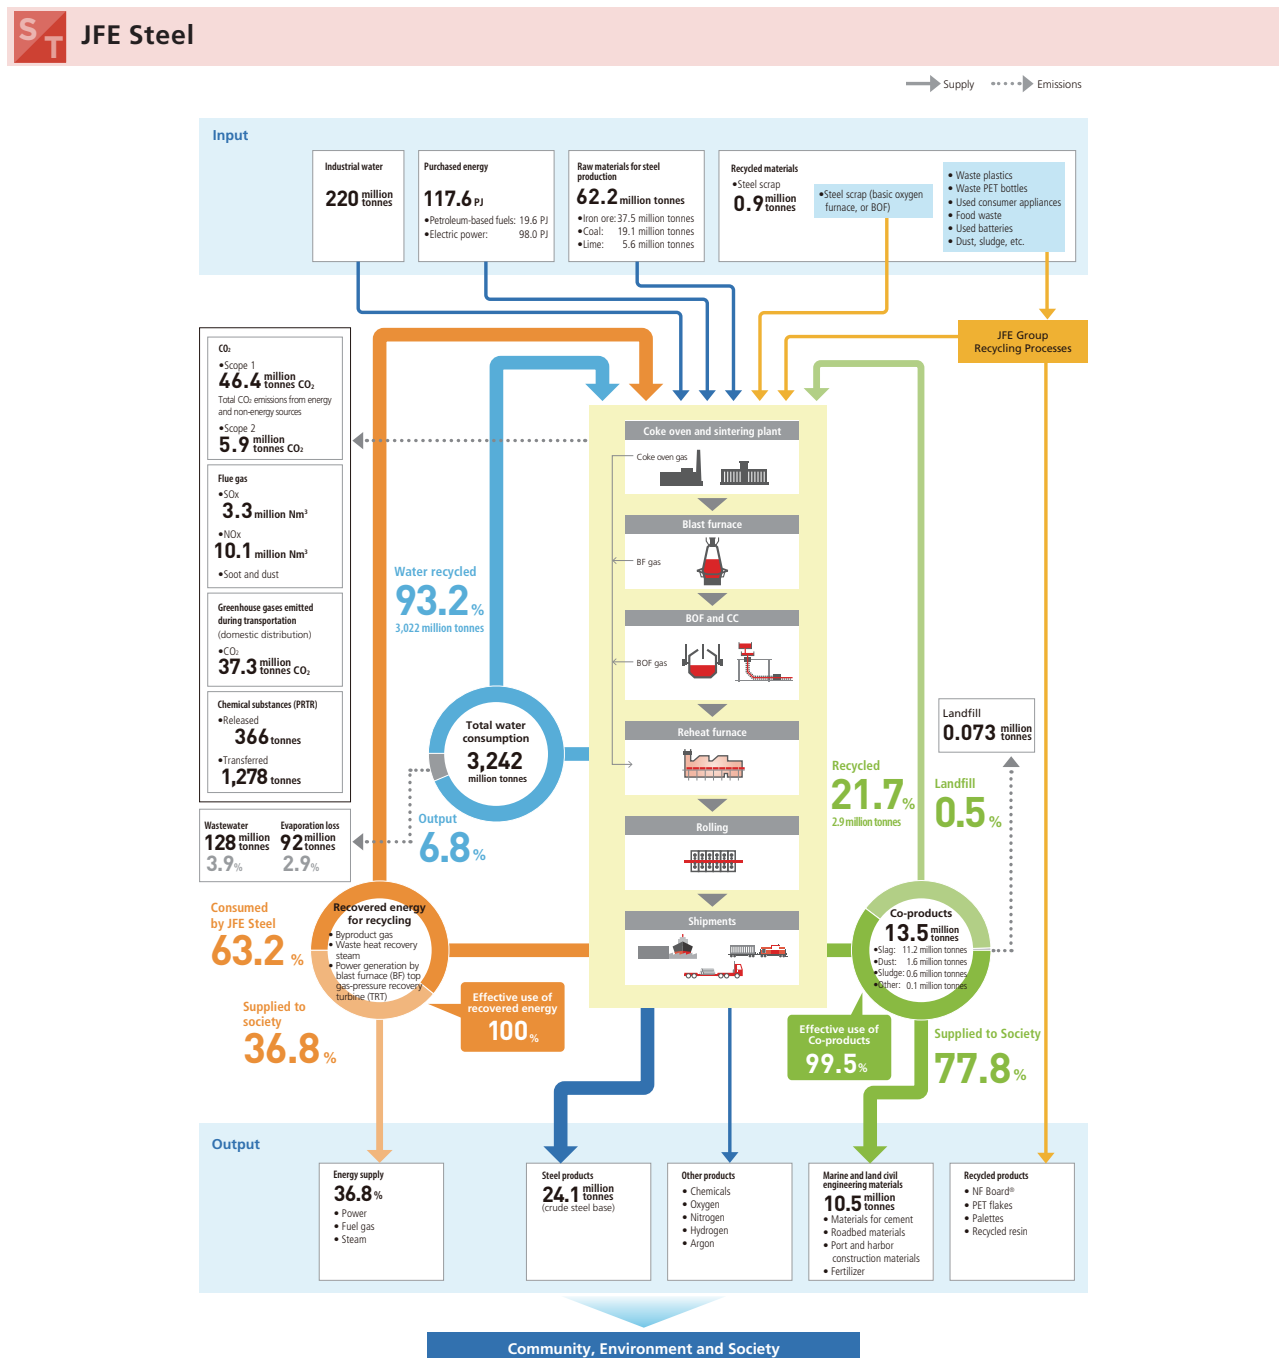 ST
JFE Steel
Supply
Emissions
Input
Industrial water
220 million tonnes
Purchased energy
117.6 PJ
•Petroleum-based fuels: 19.6 PJ
•Electric power: 98.0 PJ
Raw materials for steel
production
62.2 million tonnes
•Iron ore: 37.5 million tonnes
•Coal: 19.1 million tonnes
•Lime: 5.6 million tonnes
Recycled materials
•Steel scrap
0.9 million tonnes
•Steel scrap (basic oxygen
furnace, or BOF)
• Waste plastics
• Waste PET bottles
• Used consumer appliances
• Food waste
• Used batteries
• Dust, sludge, etc.
JFE Group
Recycling Processes
CO₂
•Scope 1
46.4 million tonnes CO₂
Total CO₂ emissions from energy
and non-energy sources
•Scope 2
5.9 million tonnes CO₂
Flue gas
•SOx
3.3 million Nm³
•NOx
10.1 million Nm³
•Soot and dust
Greenhouse gases emitted
during transportation
(domestic distribution)
•CO₂
37.3 million tonnes CO₂
Chemical substances (PRTR)
•Released
366 tonnes
•Transferred
1,278 tonnes
Wastewater
128 million tonnes
3.9%
Evaporation loss
92 million tonnes
2.9%
Water recycled
93.2%
3,022 million tonnes
Total water
consumption
3,242
million tonnes
Output
6.8%
Coke oven and sintering plant
Coke oven gas
Blast furnace
BF gas
BOF and CC
BOF gas
Reheat furnace
Rolling
Shipments
Recycled
21.7%
2.9 million tonnes
Landfill
0.073 million tonnes
Landfill
0.5%
Consumed
by JFE Steel
63.2%
Recovered energy
for recycling
• Byproduct gas
• Waste heat recovery
steam
• Power generation by
blast furnace (BF) top
gas-pressure recovery
turbine (TRT)
Supplied to
society
36.8%
Effective use of
recovered energy
100%
Co-products
13.5 million tonnes
•Slag: 11.2 million tonnes
•Dust: 1.6 million tonnes
•Sludge: 0.6 million tonnes
•Other: 0.1 million tonnes
Effective use of
Co-products
99.5%
Supplied to Society
77.8%
Output
Energy supply
36.8%
• Power
• Fuel gas
• Steam
Steel products
24.1 million tonnes
(crude steel base)
Other products
• Chemicals
• Oxygen
• Nitrogen
• Hydrogen
• Argon
Marine and land civil
engineering materials
10.5 million tonnes
• Materials for cement
• Roadbed materials
• Port and harbor
construction materials
• Fertilizer
Recycled products
• NF Board®
• PET flakes
• Palettes
• Recycled resin
Community, Environment and Society